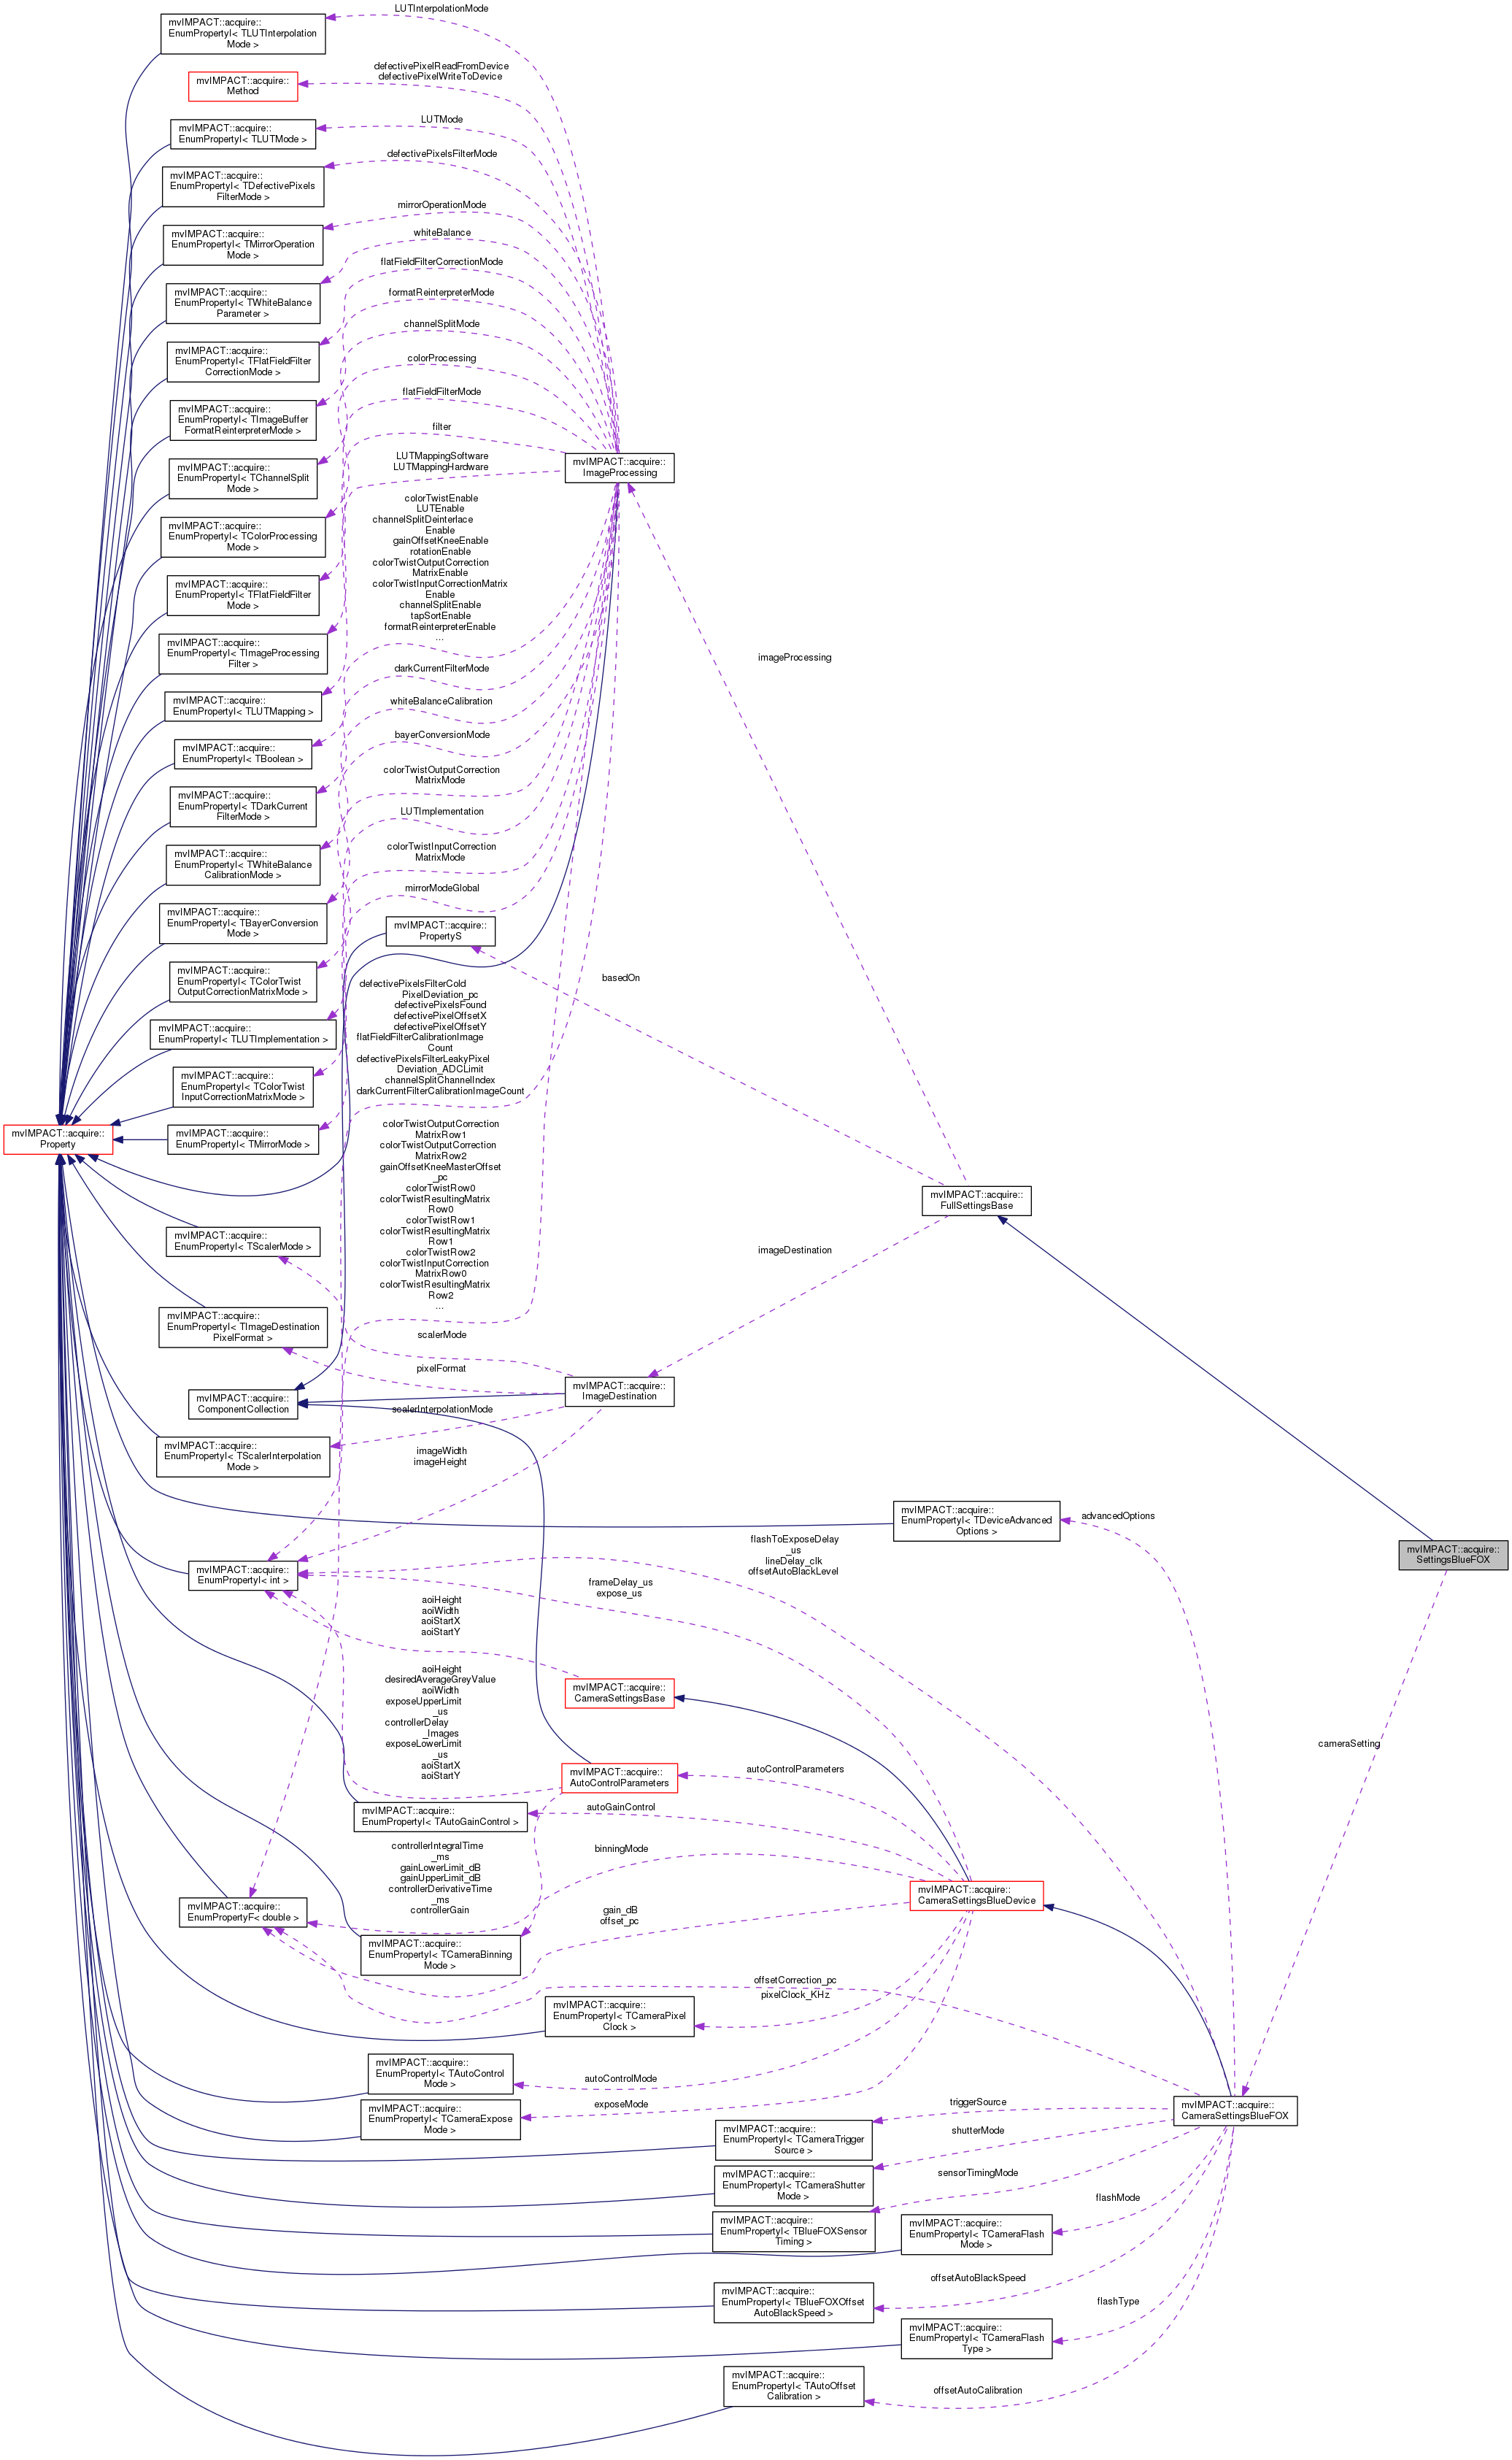 LUTInterpolationMode
mvIMPACT::acquire::
EnumPropertyI< TLUTInterpolation
Mode >
defectivePixelReadFromDevice
defectivePixelWriteToDevice
mvIMPACT::acquire::
Method
LUTMode
mvIMPACT::acquire::
EnumPropertyI< TLUTMode >
defectivePixelsFilterMode
mvIMPACT::acquire::
EnumPropertyI< TDefectivePixels
FilterMode >
mirrorOperationMode
mvIMPACT::acquire::
EnumPropertyI< TMirrorOperation
Mode >
whiteBalance
mvIMPACT::acquire::
EnumPropertyI< TWhiteBalance
Parameter >
flatFieldFilterCorrectionMode
mvIMPACT::acquire::
EnumPropertyI< TFlatFieldFilter
CorrectionMode >
formatReinterpreterMode
mvIMPACT::acquire::
EnumPropertyI< TImageBuffer
FormatReinterpreterMode >
channelSplitMode
mvIMPACT::acquire::
EnumPropertyI< TChannelSplit
Mode >
colorProcessing
mvIMPACT::acquire::
EnumPropertyI< TColorProcessing
Mode >
flatFieldFilterMode
mvIMPACT::acquire::
EnumPropertyI< TFlatFieldFilter
Mode >
filter
mvIMPACT::acquire::
EnumPropertyI< TImageProcessing
Filter >
LUTMappingSoftware
LUTMappingHardware
mvIMPACT::acquire::
EnumPropertyI< TLUTMapping >
mvIMPACT::acquire::
ImageProcessing
colorTwistEnable
LUTEnable
channelSplitDeinterlace
Enable
gainOffsetKneeEnable
rotationEnable
colorTwistOutputCorrection
MatrixEnable
colorTwistInputCorrectionMatrix
Enable
channelSplitEnable
tapSortEnable
formatReinterpreterEnable
...
mvIMPACT::acquire::
EnumPropertyI< TBoolean >
darkCurrentFilterMode
mvIMPACT::acquire::
EnumPropertyI< TDarkCurrent
FilterMode >
whiteBalanceCalibration
mvIMPACT::acquire::
EnumPropertyI< TWhiteBalance
CalibrationMode >
bayerConversionMode
mvIMPACT::acquire::
EnumPropertyI< TBayerConversion
Mode >
colorTwistOutputCorrection
MatrixMode
mvIMPACT::acquire::
EnumPropertyI< TColorTwist
OutputCorrectionMatrixMode >
LUTImplementation
mvIMPACT::acquire::
EnumPropertyI< TLUTImplementation >
colorTwistInputCorrection
MatrixMode
mvIMPACT::acquire::
EnumPropertyI< TColorTwist
InputCorrectionMatrixMode >
mirrorModeGlobal
mvIMPACT::acquire::
EnumPropertyI< TMirrorMode >
imageProcessing
mvIMPACT::acquire::
PropertyS
basedOn
defectivePixelsFilterCold
PixelDeviation_pc
defectivePixelsFound
defectivePixelOffsetX
defectivePixelOffsetY
flatFieldFilterCalibrationImage
Count
defectivePixelsFilterLeakyPixel
Deviation_ADCLimit
channelSplitChannelIndex
darkCurrentFilterCalibrationImageCount
mvIMPACT::acquire::
Property
colorTwistOutputCorrection
MatrixRow1
colorTwistOutputCorrection
MatrixRow2
gainOffsetKneeMasterOffset
_pc
colorTwistRow0
colorTwistResultingMatrix
Row0
colorTwistRow1
colorTwistResultingMatrix
Row1
colorTwistRow2
colorTwistInputCorrection
MatrixRow0
colorTwistResultingMatrix
Row2
...
mvIMPACT::acquire::
FullSettingsBase
mvIMPACT::acquire::
EnumPropertyI< TScalerMode >
imageDestination
mvIMPACT::acquire::
EnumPropertyI< TImageDestination
PixelFormat >
scalerMode
pixelFormat
mvIMPACT::acquire::
ImageDestination
mvIMPACT::acquire::
ComponentCollection
scalerInterpolationMode
mvIMPACT::acquire::
EnumPropertyI< TScalerInterpolation
Mode >
imageWidth
imageHeight
mvIMPACT::acquire::
EnumPropertyI< TDeviceAdvanced
Options >
advancedOptions
mvIMPACT::acquire::
SettingsBlueFOX
flashToExposeDelay
_us
lineDelay_clk
offsetAutoBlackLevel
mvIMPACT::acquire::
EnumPropertyI< int >
frameDelay_us
expose_us
aoiHeight
aoiWidth
aoiStartX
aoiStartY
mvIMPACT::acquire::
CameraSettingsBase
cameraSetting
aoiHeight
desiredAverageGreyValue
aoiWidth
exposeUpperLimit
_us
controllerDelay
_Images
exposeLowerLimit
_us
aoiStartX
aoiStartY
mvIMPACT::acquire::
AutoControlParameters
autoControlParameters
mvIMPACT::acquire::
EnumPropertyI< TAutoGainControl >
autoGainControl
controllerIntegralTime
_ms
gainLowerLimit_dB
gainUpperLimit_dB
controllerDerivativeTime
_ms
controllerGain
binningMode
mvIMPACT::acquire::
CameraSettingsBlueDevice
mvIMPACT::acquire::
EnumPropertyF< double >
gain_dB
offset_pc
mvIMPACT::acquire::
EnumPropertyI< TCameraBinning
Mode >
offsetCorrection_pc
pixelClock_KHz
mvIMPACT::acquire::
EnumPropertyI< TCameraPixel
Clock >
mvIMPACT::acquire::
EnumPropertyI< TAutoControl
Mode >
autoControlMode
mvIMPACT::acquire::
EnumPropertyI< TCameraExpose
Mode >
exposeMode
mvIMPACT::acquire::
CameraSettingsBlueFOX
triggerSource
mvIMPACT::acquire::
EnumPropertyI< TCameraTrigger
Source >
shutterMode
mvIMPACT::acquire::
EnumPropertyI< TCameraShutter
Mode >
sensorTimingMode
mvIMPACT::acquire::
EnumPropertyI< TBlueFOXSensor
Timing >
flashMode
mvIMPACT::acquire::
EnumPropertyI< TCameraFlash
Mode >
offsetAutoBlackSpeed
mvIMPACT::acquire::
EnumPropertyI< TBlueFOXOffset
AutoBlackSpeed >
flashType
mvIMPACT::acquire::
EnumPropertyI< TCameraFlash
Type >
offsetAutoCalibration
mvIMPACT::acquire::
EnumPropertyI< TAutoOffset
Calibration >